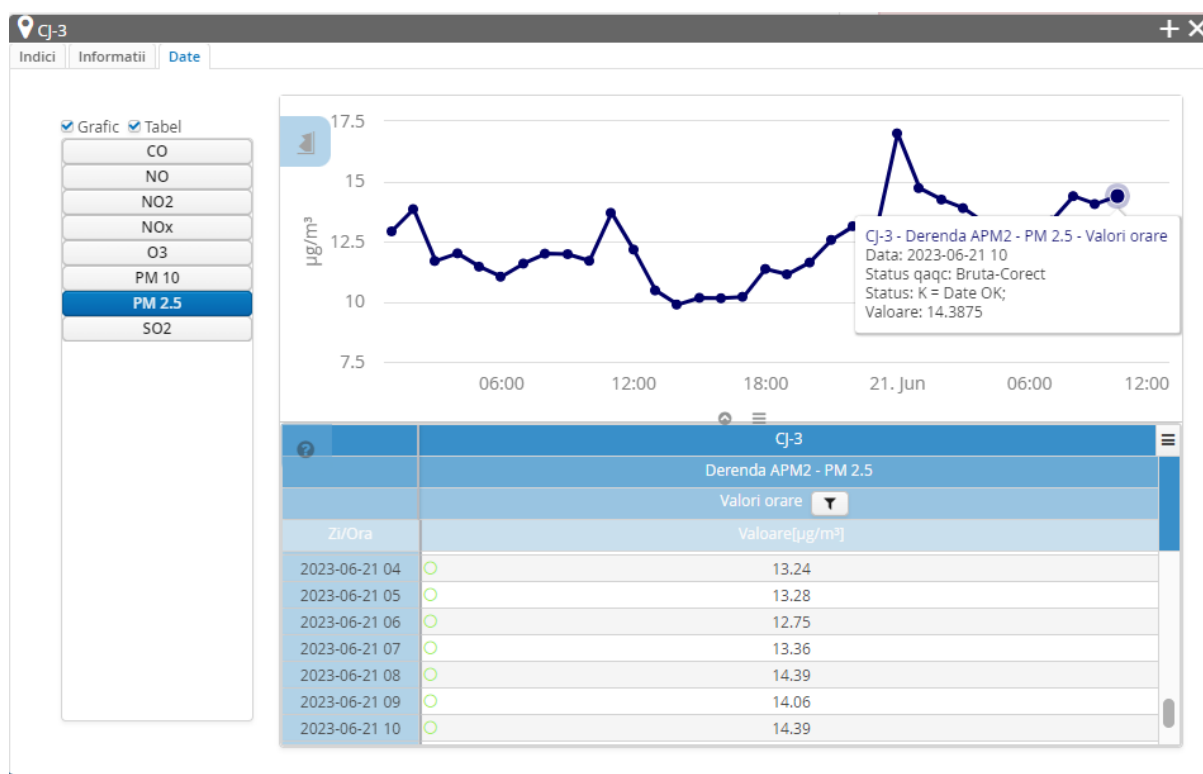 CJ-3
Indici Informatii Date
Grafic Tabel
CO
NO
NO2
NOx
O3
PM 10
PM 2.5
SO2
17.5
15
12.5
10
7.5
µg/m³
06:00 12:00 18:00 21. Jun 06:00 12:00
CJ-3 - Derenda APM2 - PM 2.5 - Valori orare
Data: 2023-06-21 10
Status qaqc: Bruta-Corect
Status: K = Date OK;
Valoare: 14.3875
CJ-3
Derenda APM2 - PM 2.5
Valori orare
Zi/Ora Valoare[µg/m³]
2023-06-21 04 13.24
2023-06-21 05 13.28
2023-06-21 06 12.75
2023-06-21 07 13.36
2023-06-21 08 14.39
2023-06-21 09 14.06
2023-06-21 10 14.39